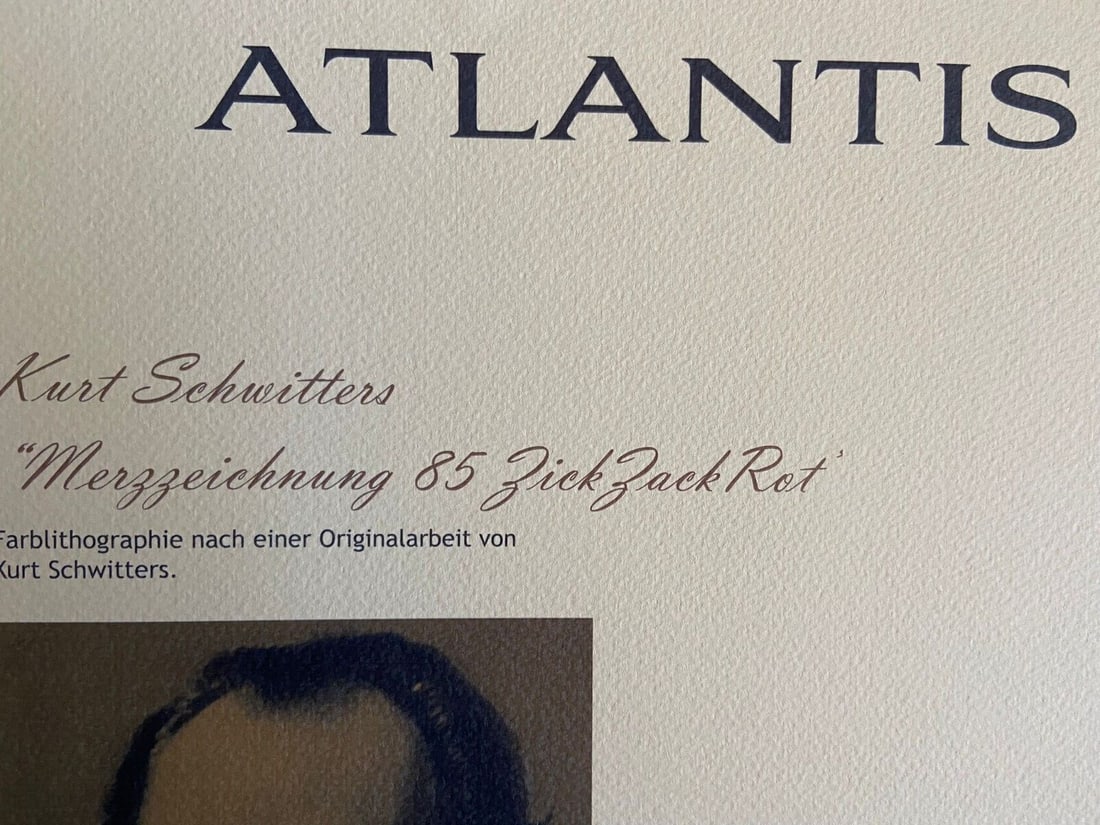 ATLANTIS
Kurt Schwitters
“Merzzeichnung 85 ZickZackRot’
Farblithographie nach einer Originalarbeit von
Kurt Schwitters.